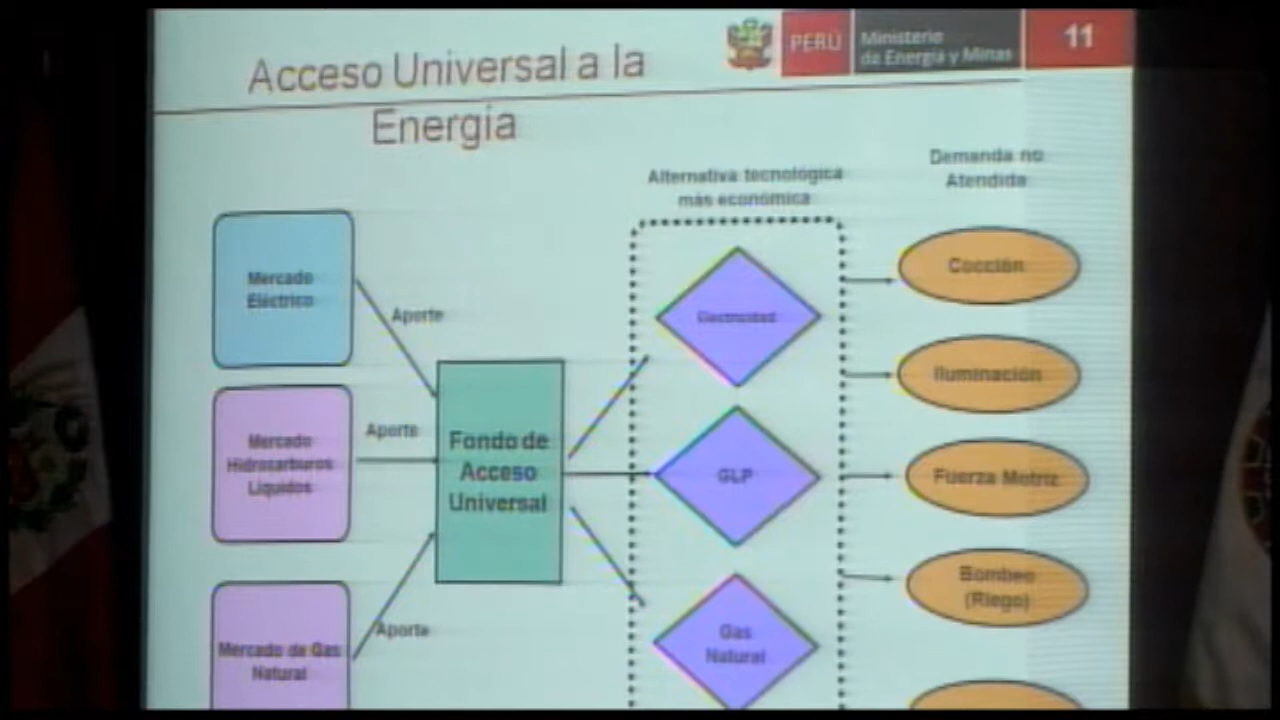 Acceso Universal a la
Energía
PERÚ
Ministerio
de Energía y Minas
11
Alternativa tecnológica
más económica
Demanda no
Atendida
Mercado
Eléctrico
Aporte
Mercado
Hidrocarburos
Líquidos
Aporte
Mercado de Gas
Natural
Aporte
Fondo de
Acceso
Universal
Electricidad
GLP
Gas
Natural
Cocción
Iluminación
Fuerza Motriz
Bombeo
(Riego)